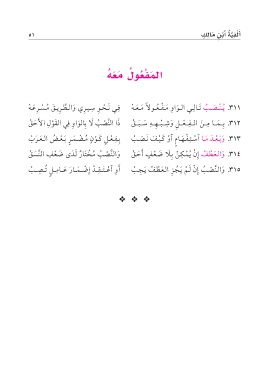 أَلْفِيَّةُ ابْنِ مَالِكٍ ٥٦
المَفْعُولُ مَعَهُ
٣١١. يُنْصَبُ تَالِي الوَاوِ مَفْعُولاً مَعَهْ فِي نَحْوِ سِيرِي وَالطَّرِيقَ مُسْرِعَهْ
٣١٢. بِمَا مِنَ الفِعْلِ وَشِبْهِهِ سَبَقْ ذَا النَّصْبُ لَا بِالوَاوِ فِي القَوْلِ الأَحَقّْ
٣١٣. وَبَعْدَ مَا اسْتِفْهَامٍ أَوْ كَيْفَ نَصَبْ بِفِعْلِ كَوْنٍ مُضْمَرٍ بَعْضُ العَرَبْ
٣١٤. وَالعَطْفُ إِنْ يُمْكِنْ بِلَا ضَعْفٍ أَحَقّْ وَالنَّصْبُ مُخْتَارٌ لَدَى ضَعْفِ النَّسَقْ
٣١٥. وَالنَّصْبُ إِنْ لَمْ يَجُزِ العَطْفُ يَجِبْ أَوِ اعْتَقِدْ إِضْمَارَ عَامِلٍ تُصِبْ